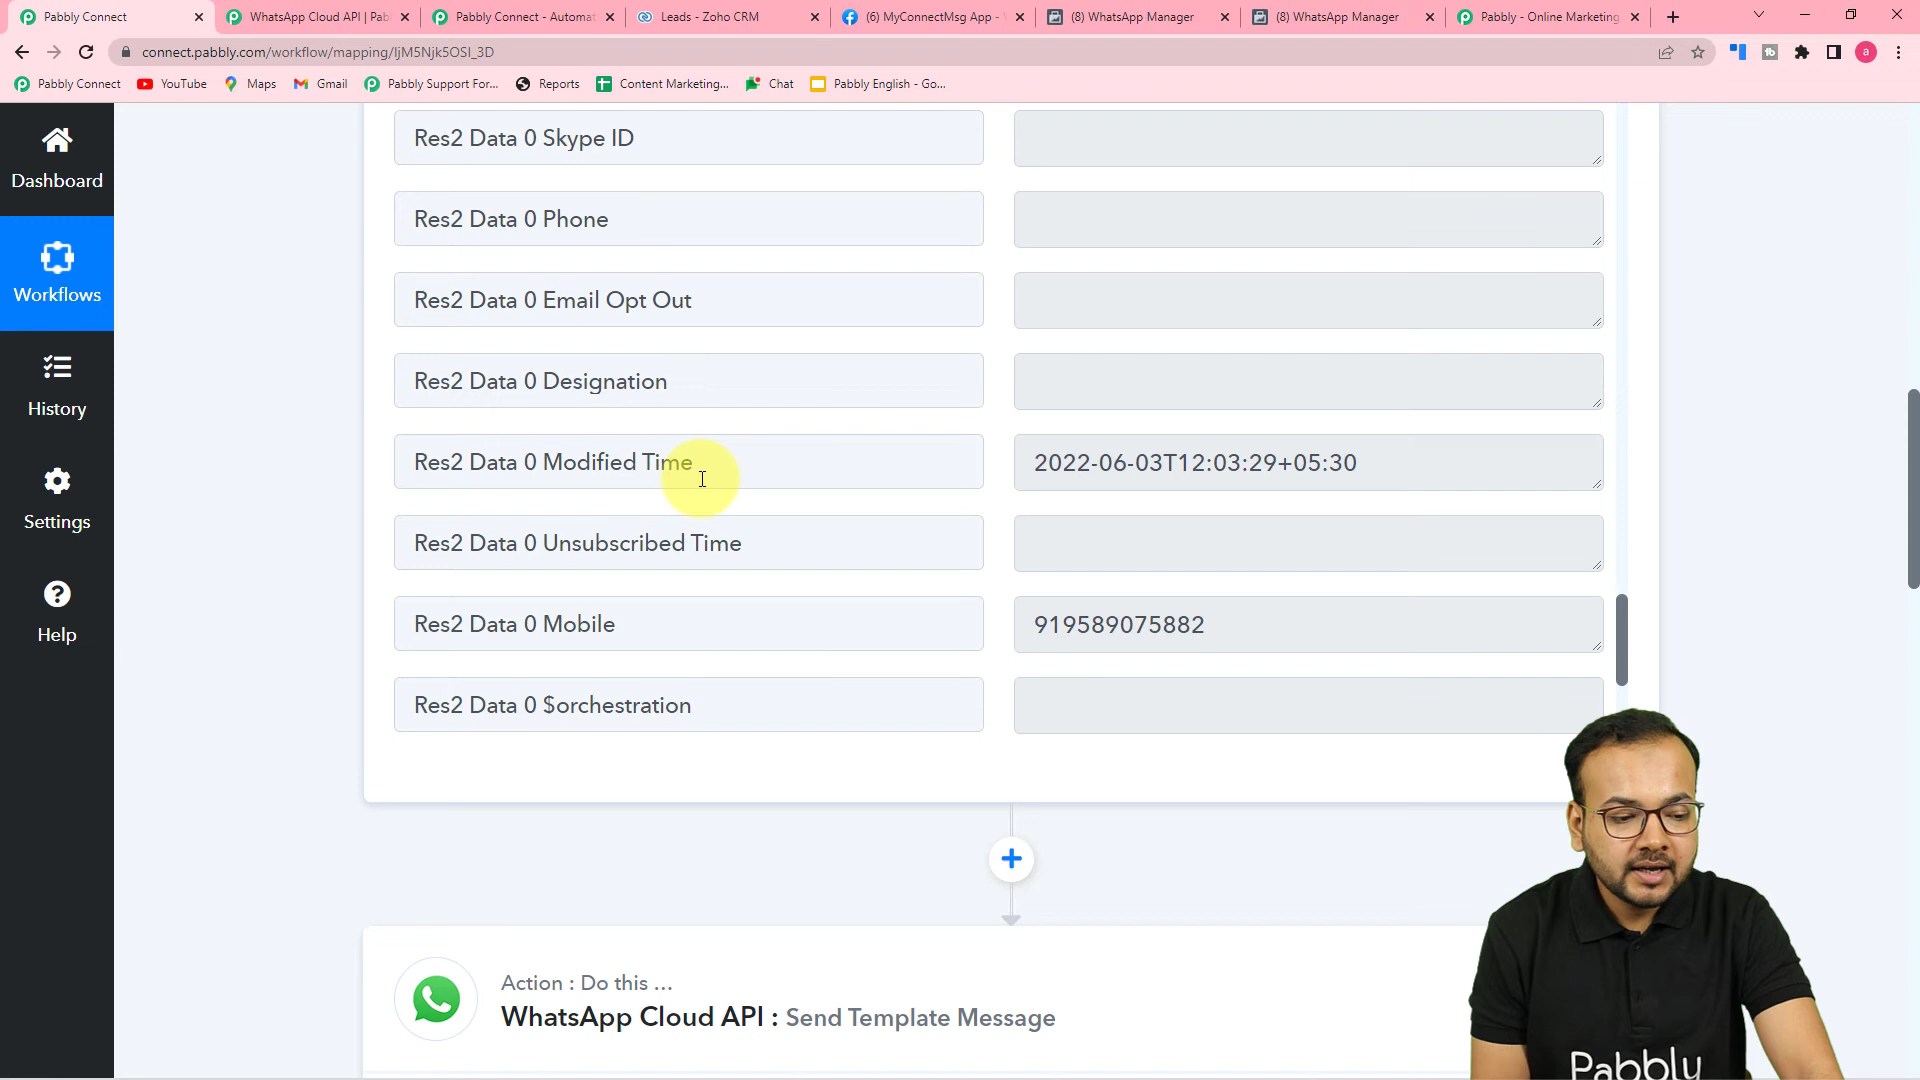 Pabbly Connect
WhatsApp Cloud API | Pab
Pabbly Connect - Automat
Leads - Zoho CRM
(6) MyConnectMsg App -
(8) WhatsApp Manager
(8) WhatsApp Manager
Pabbly - Online Marketing
connect.pabbly.com/workflow/mapping/IjM5Njk5OSI_3D
a
Pabbly Connect
YouTube
Maps
Gmail
Pabbly Support For...
Reports
Content Marketing...
Chat
Pabbly English - Go...
Dashboard
Workflows
History
Settings
Help
Res2 Data 0 Skype ID
Res2 Data 0 Phone
Res2 Data 0 Email Opt Out
Res2 Data 0 Designation
Res2 Data 0 Modified Time
2022-06-03T12:03:29+05:30
Res2 Data 0 Unsubscribed Time
Res2 Data 0 Mobile
919589075882
Res2 Data 0 $orchestration
Action : Do this ...
WhatsApp Cloud API : Send Template Message
Pabbly